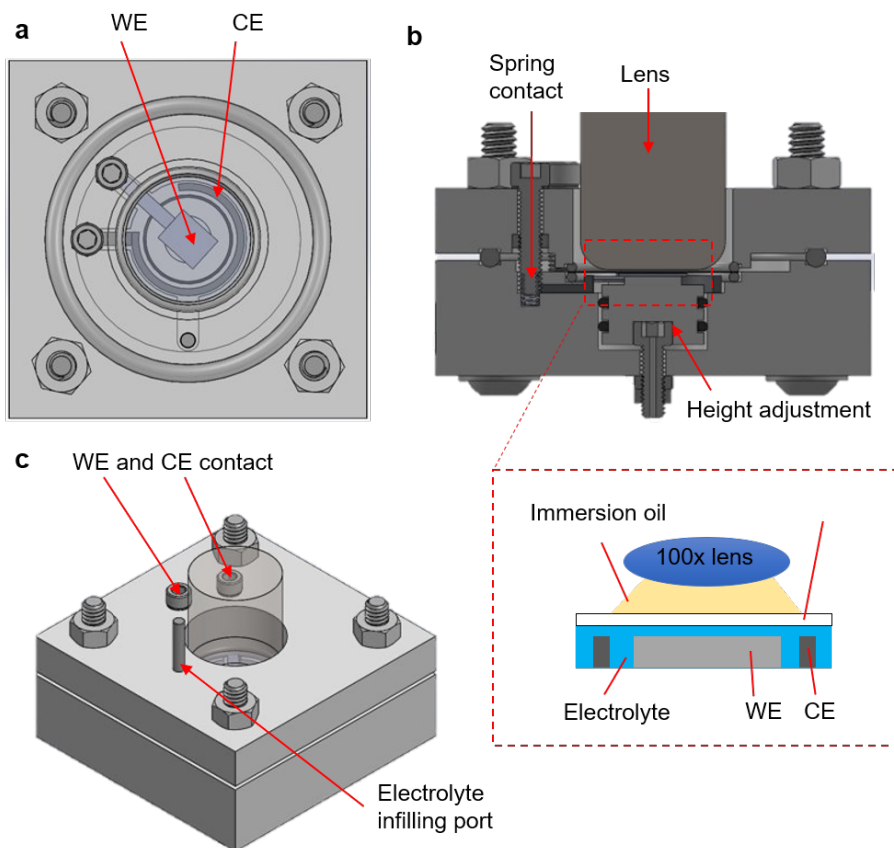 a
WE
CE
b
Spring
contact
Lens
Height adjustment
c
WE and CE contact
Electrolyte
infilling port
Immersion oil
100x lens
Electrolyte
WE
CE